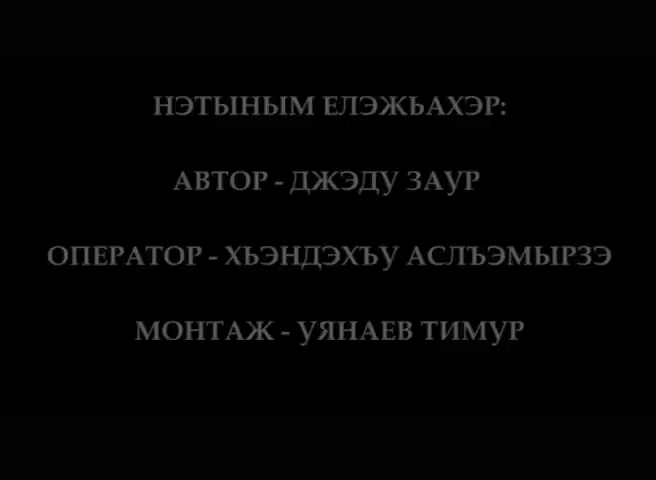 НЭТЫНЫМ ЕЛЭЖЬАХЭР:
АВТОР - ДЖЭДУ ЗАУР
ОПЕРАТОР - ХЬЭНДЭХЪУ АСЛЪЭМЫРЗЭ
МОНТАЖ - УЯНАЕВ ТИМУР